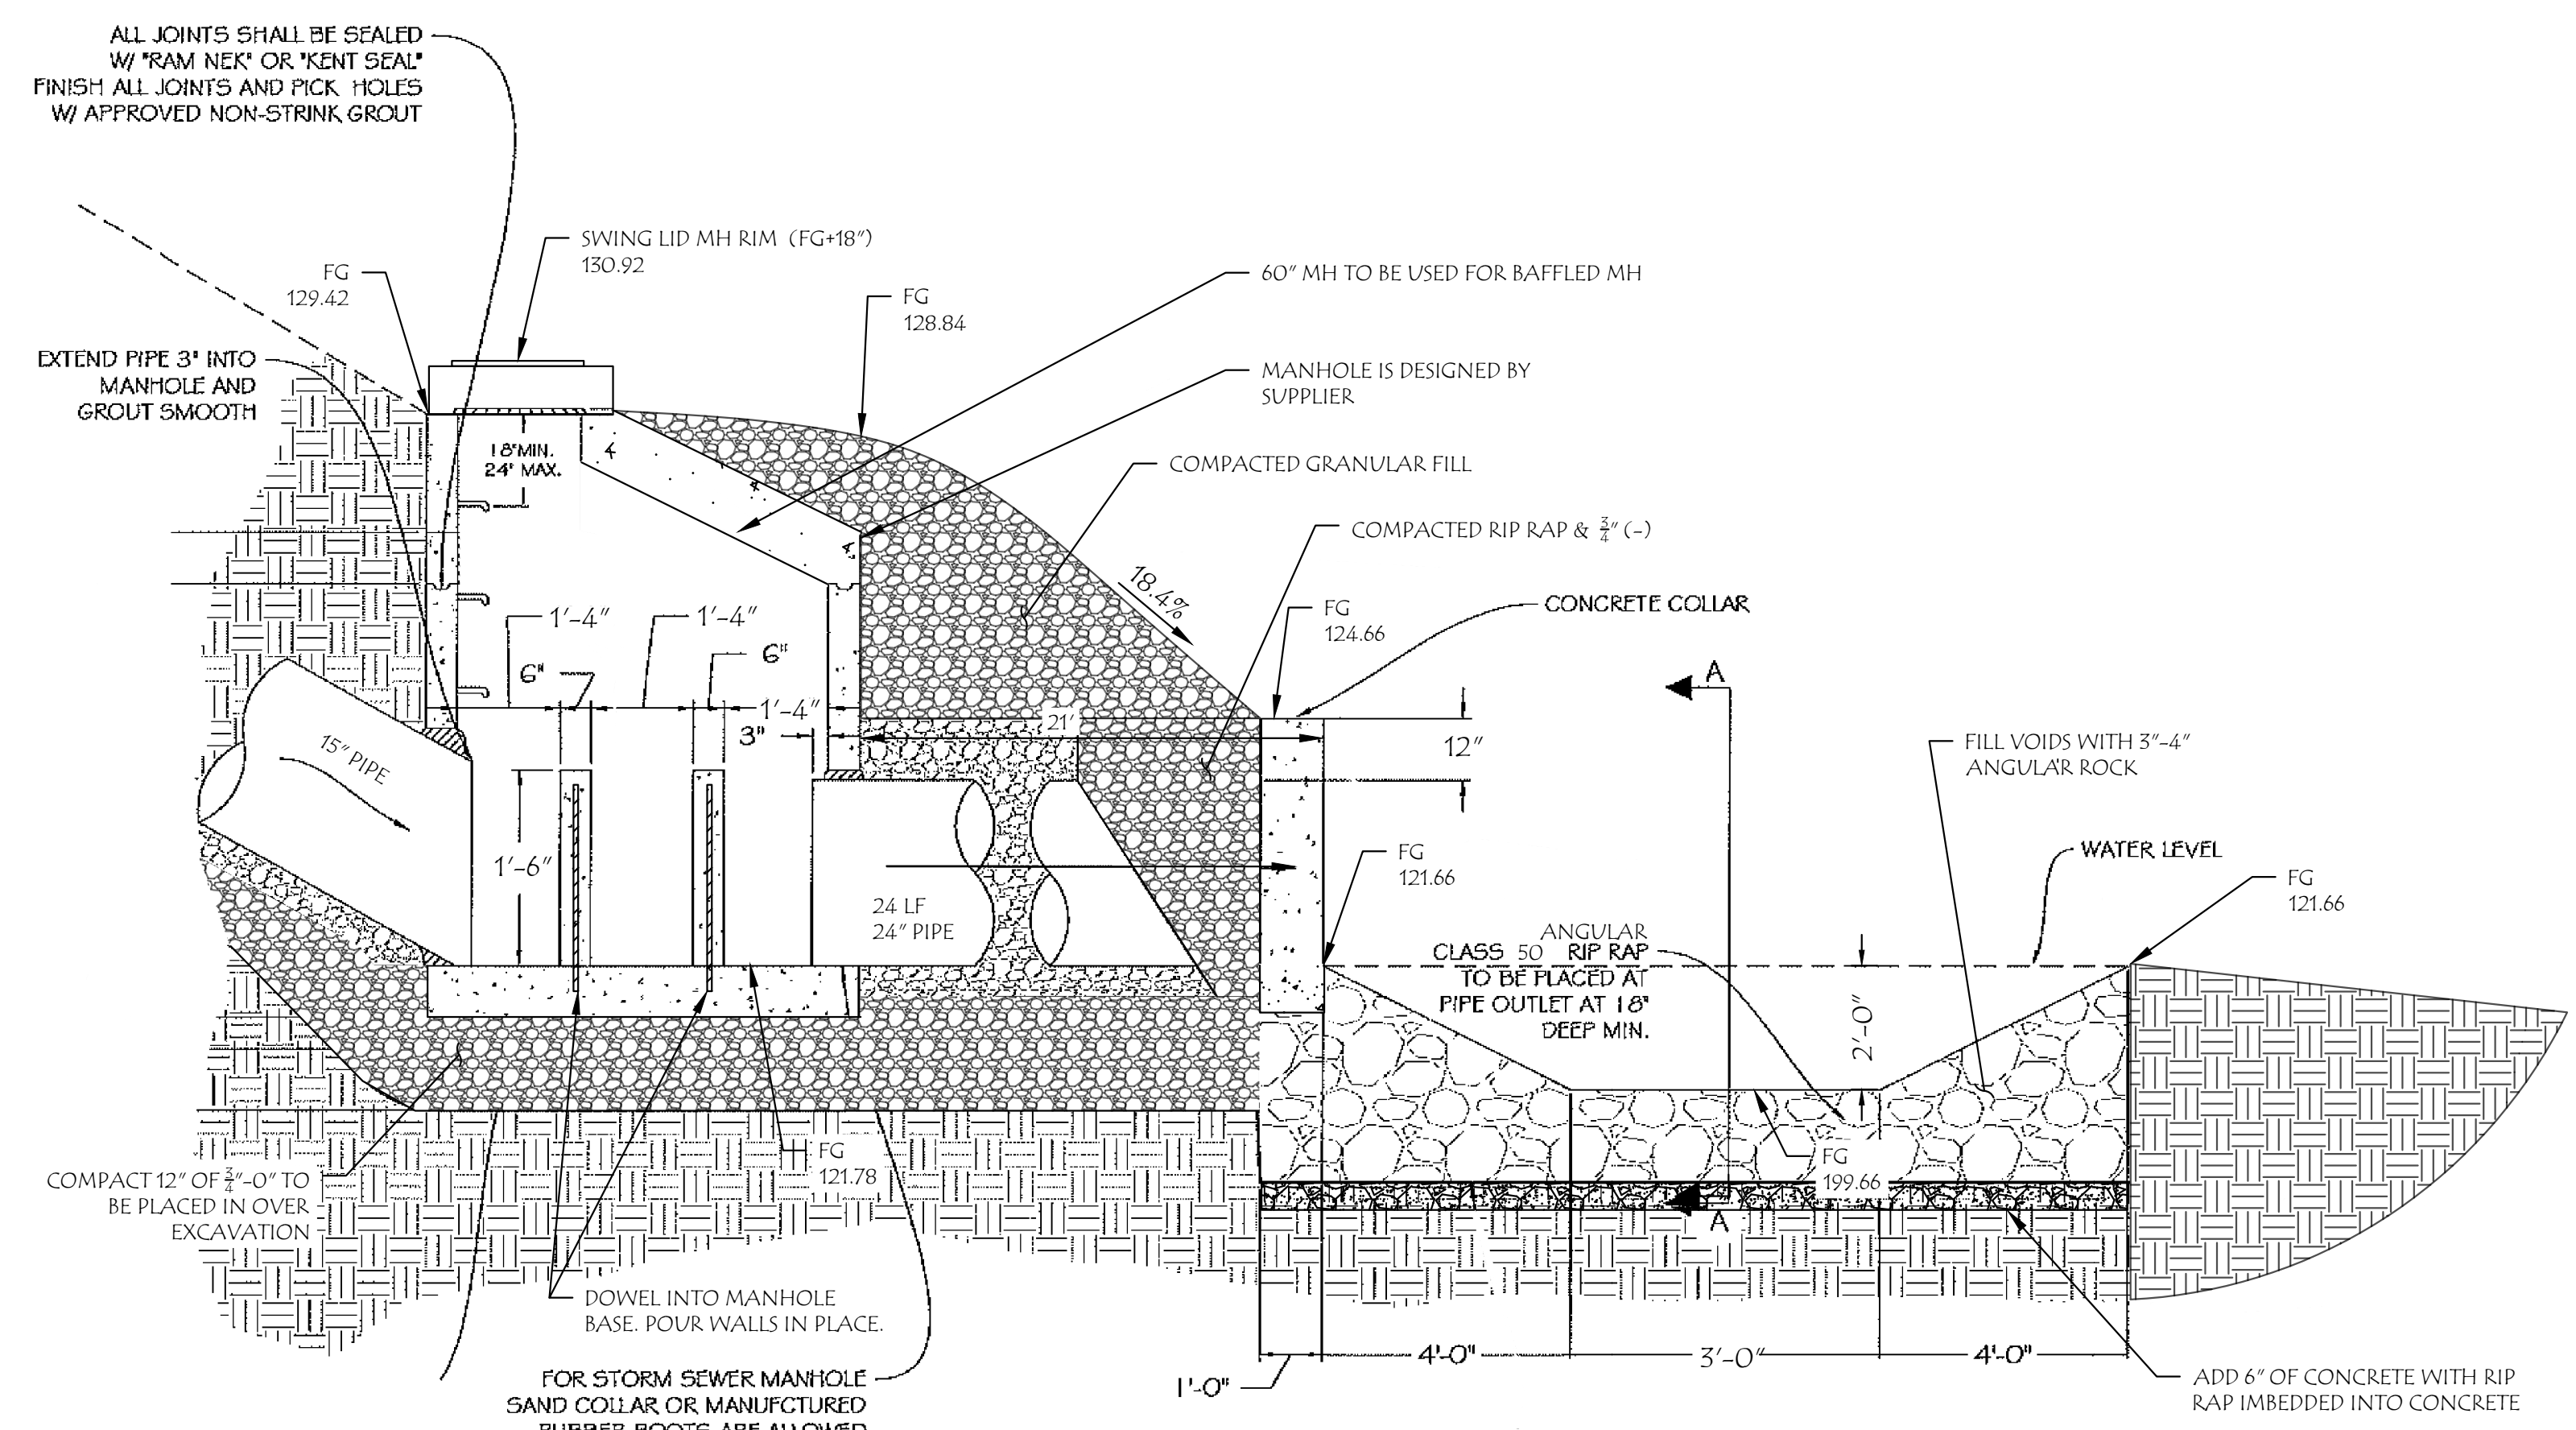 ALL JOINTS SHALL BE SEALED
W/ "RAM NEK" OR "KENT SEAL"
FINISH ALL JOINTS AND PICK HOLES
W/ APPROVED NON-STRINK GROUT
SWING LID MH RIM (FG+18")
130.92
FG
129.42
FG
128.84
60" MH TO BE USED FOR BAFFLED MH
EXTEND PIPE 3" INTO
MANHOLE AND
GROUT SMOOTH
MANHOLE IS DESIGNED BY
SUPPLIER
18"MIN.
24" MAX.
COMPACTED GRANULAR FILL
COMPACTED RIP RAP & 3/4" (-)
18.4%
CONCRETE COLLAR
FG
124.66
1'-4"
1'-4"
6"
6"
1'-4"
3"
21'
A
12"
15" PIPE
FILL VOIDS WITH 3"-4"
ANGULAR ROCK
1'-6"
FG
121.66
WATER LEVEL
FG
121.66
24 LF
24" PIPE
ANGULAR
CLASS 50 RIP RAP
TO BE PLACED AT
PIPE OUTLET AT 18"
DEEP MIN.
2'-0"
FG
121.78
FG
199.66
COMPACT 12" OF 3/4"-0" TO
BE PLACED IN OVER
EXCAVATION
A
DOWEL INTO MANHOLE
BASE. POUR WALLS IN PLACE.
4'-0"
3'-0"
4'-0"
1'-0"
FOR STORM SEWER MANHOLE
SAND COLLAR OR MANUFCTURED
RUBBER BOOTS ARE ALLOWED
ADD 6" OF CONCRETE WITH RIP
RAP IMBEDDED INTO CONCRETE